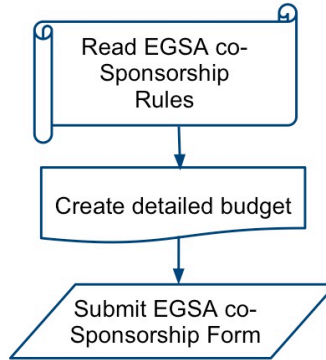 Read EGSA co-
Sponsorship
Rules
Create detailed budget
Submit EGSA co-
Sponsorship Form